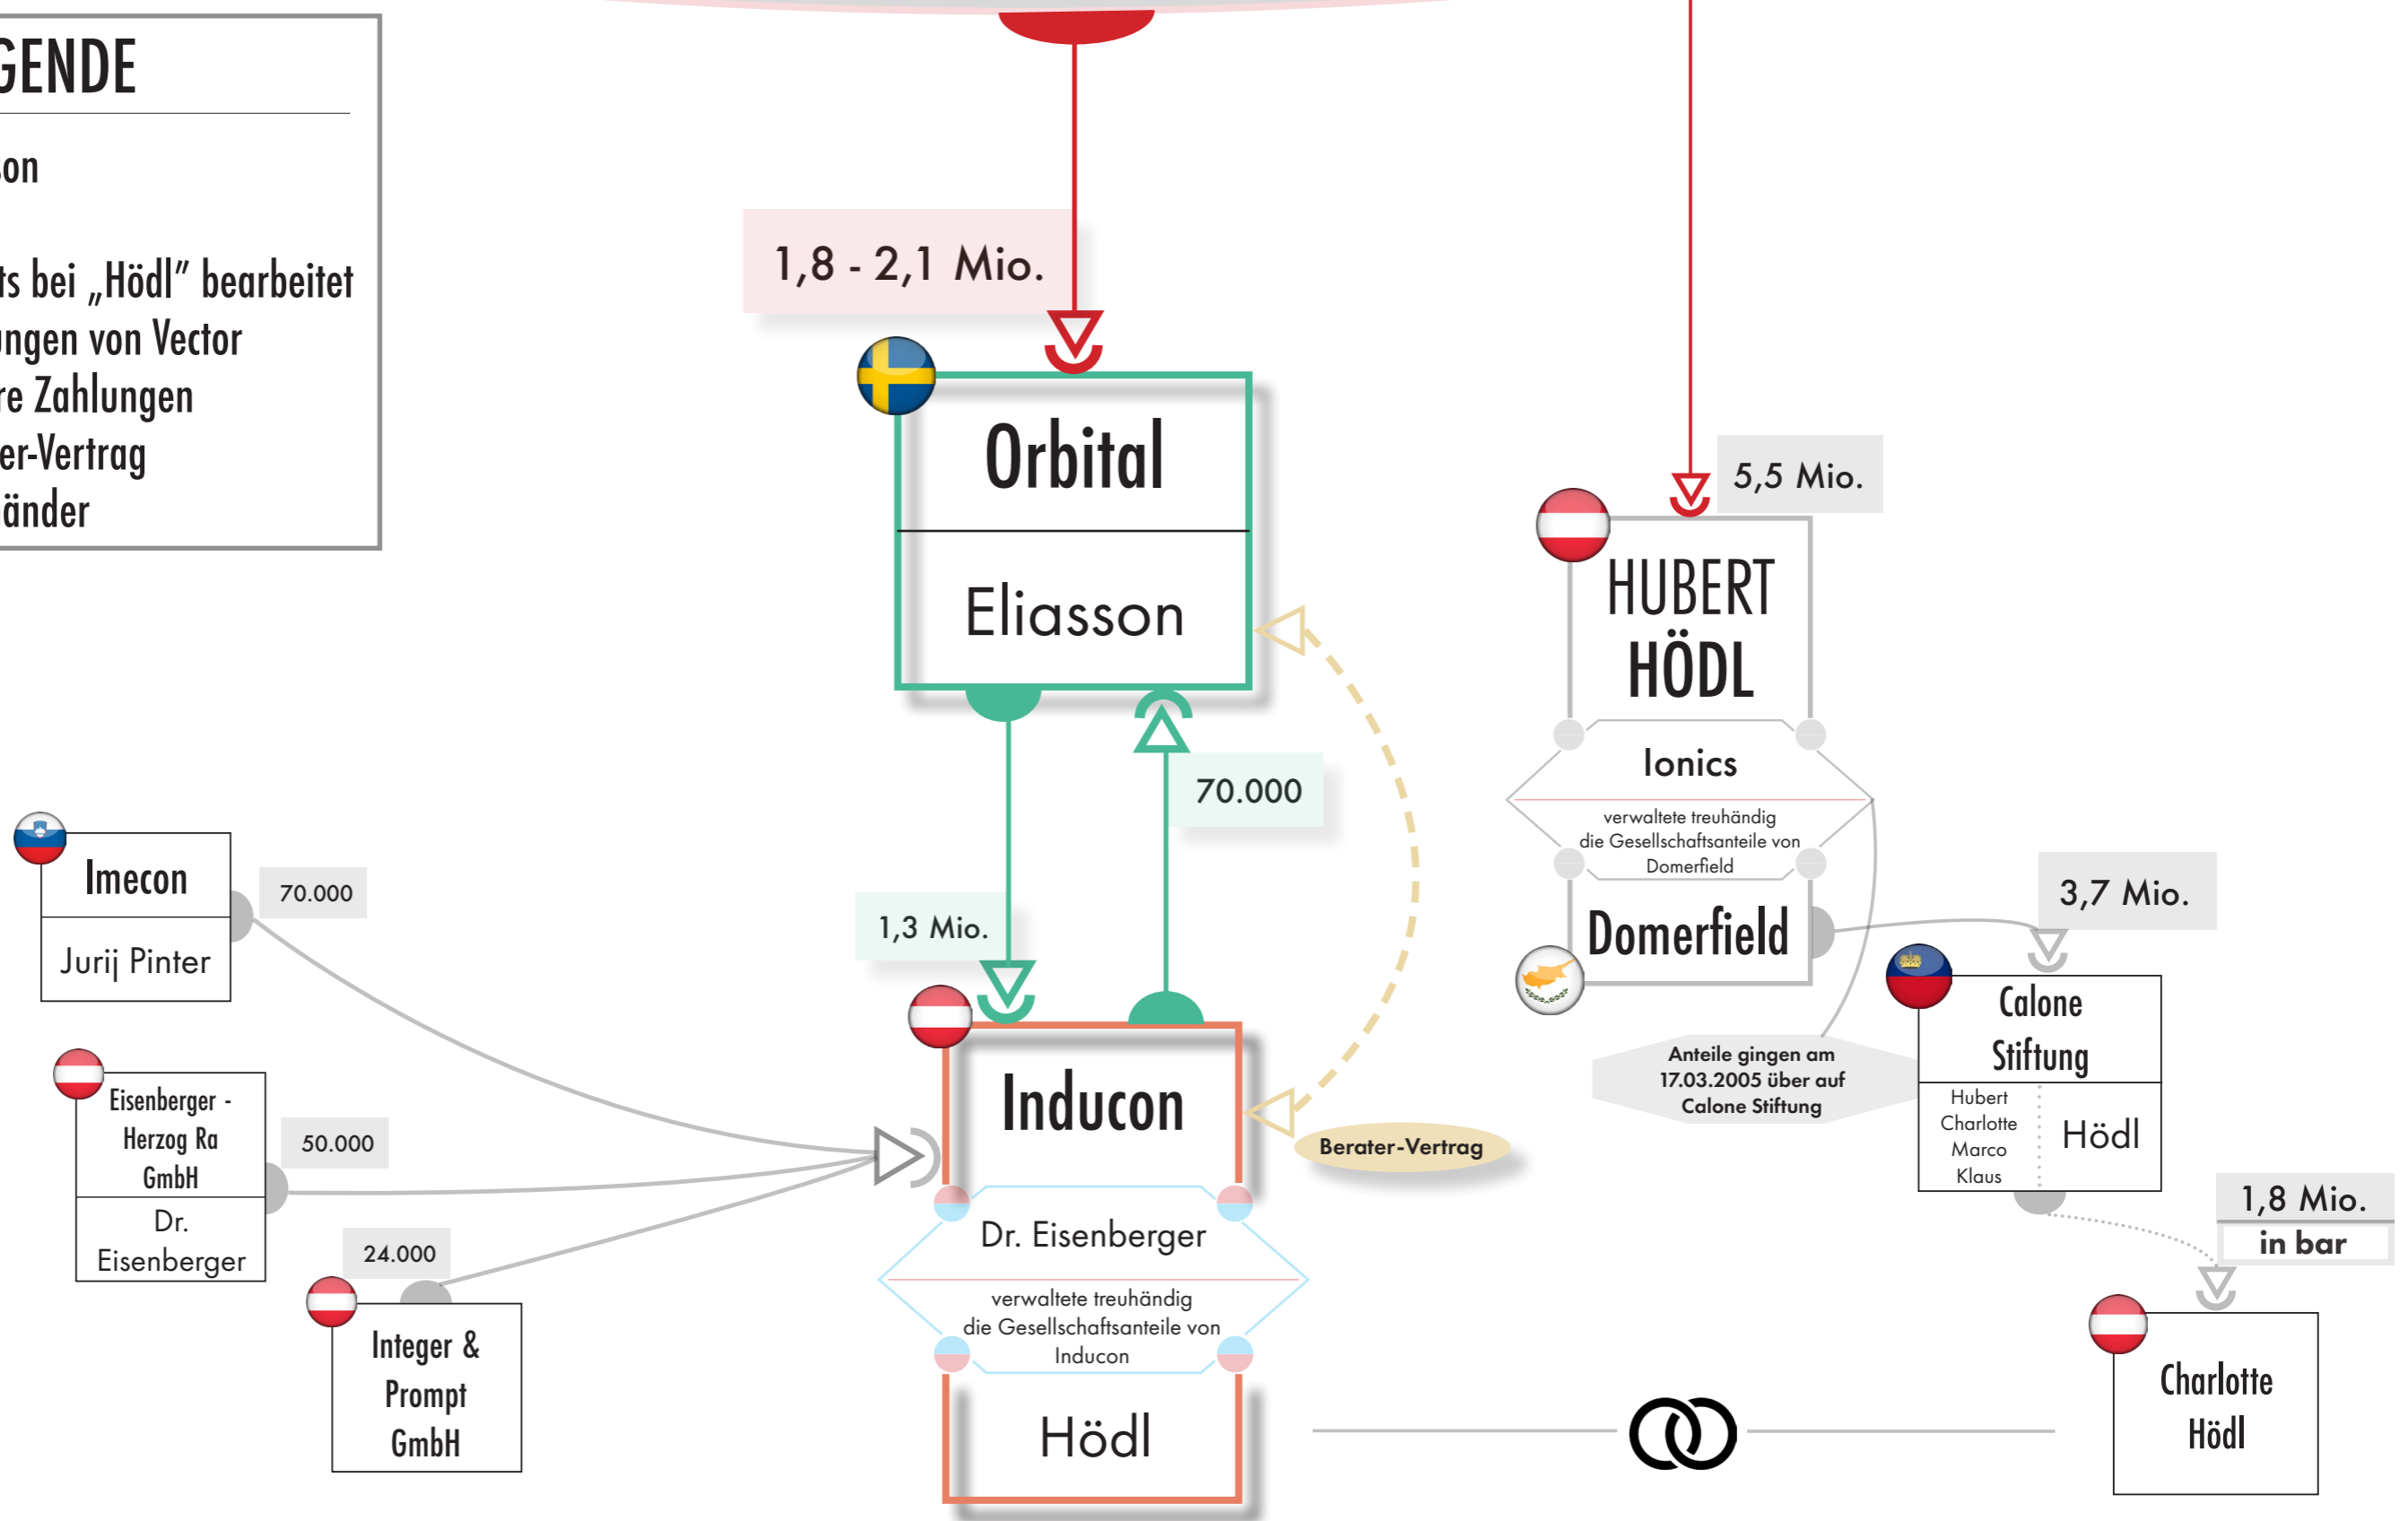 GENDE
son
ts bei „Hödl” bearbeitet
ungen von Vector
re Zahlungen
er-Vertrag
händer
1,8 - 2,1 Mio.
Orbital
Eliasson
5,5 Mio.
HUBERT
HÖDL
Ionics
verwaltete treuhändig
die Gesellschaftsanteile von
Domerfield
Domerfield
70.000
1,3 Mio.
Imecon
Jurij Pinter
70.000
3,7 Mio.
Calone
Stiftung
Hubert
Charlotte
Marco
Klaus
Hödl
Anteile gingen am
17.03.2005 über auf
Calone Stiftung
Eisenberger -
Herzog Ra
GmbH
Dr.
Eisenberger
50.000
Inducon
Berater-Vertrag
Dr. Eisenberger
verwaltete treuhändig
die Gesellschaftsanteile von
Inducon
Hödl
24.000
Integer &
Prompt
GmbH
1,8 Mio.
in bar
Charlotte
Hödl